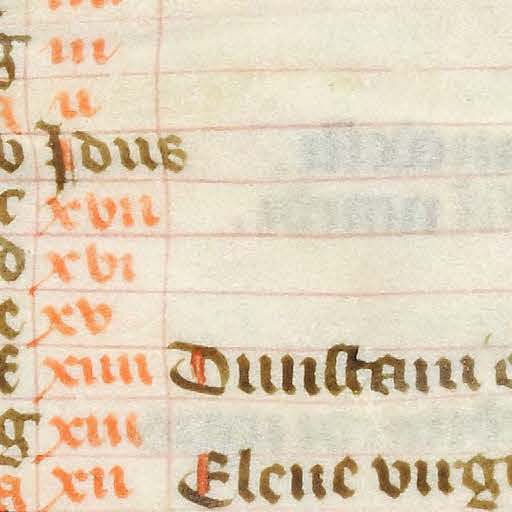 g iii
a ii
b Idus
c xvii
d xvi
e xv
f xiiii Dunstani e
g xiii
a xii Elene virgi